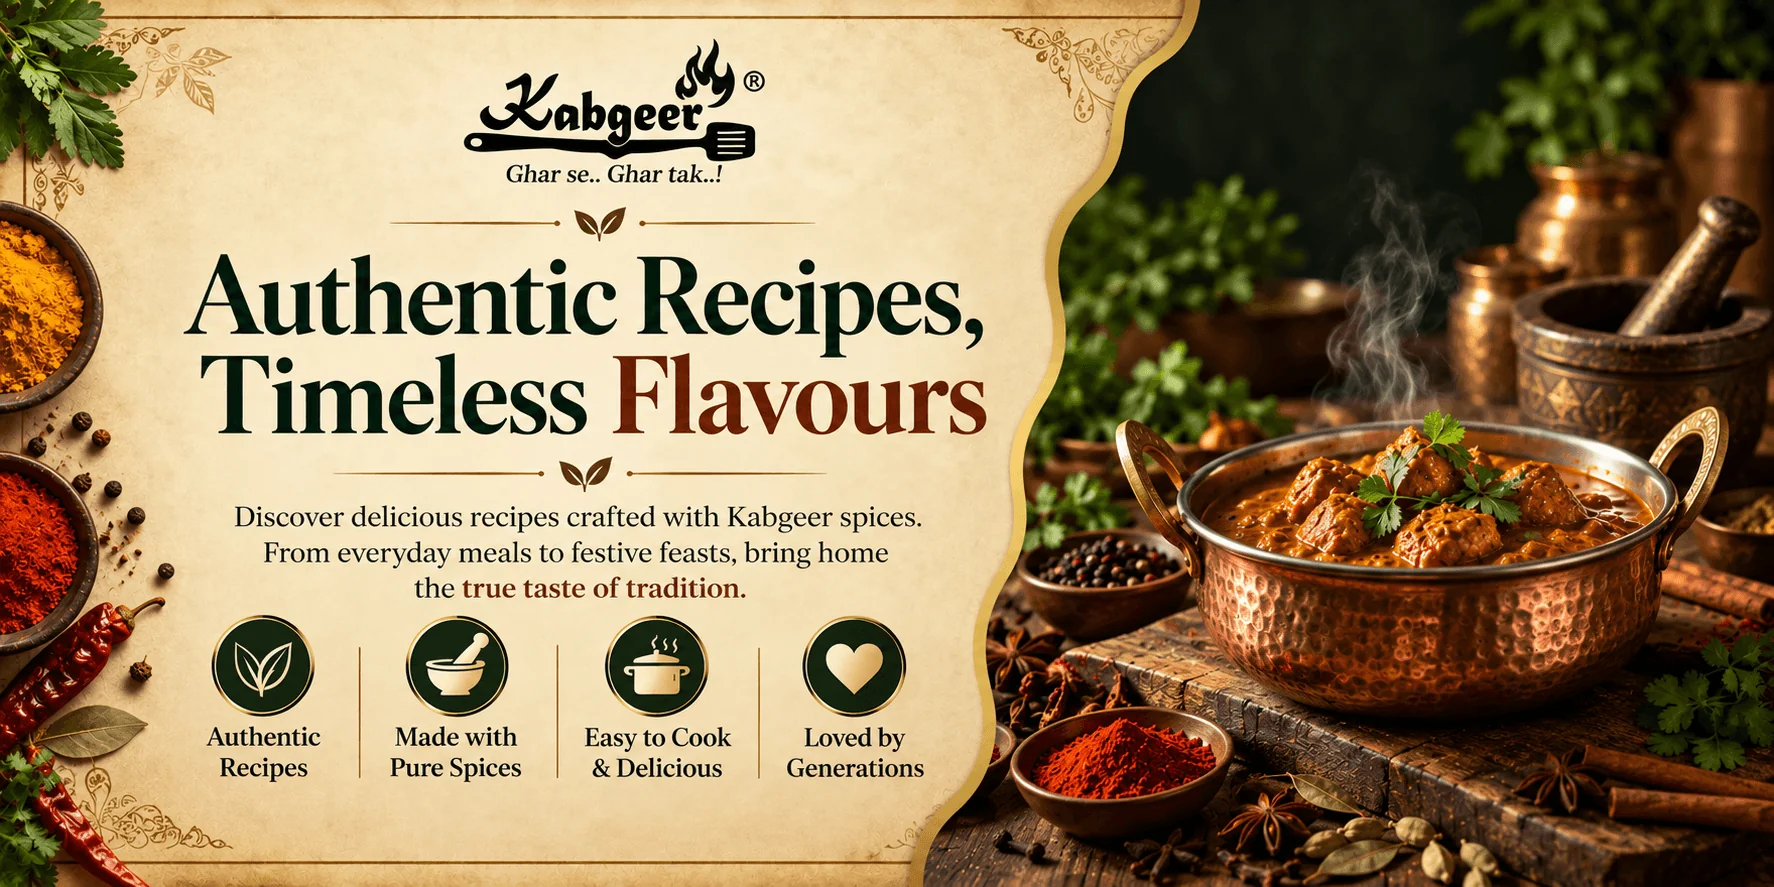 Kabgeer®
Ghar se.. Ghar tak..!
Authentic Recipes,
Timeless Flavours
Discover delicious recipes crafted with Kabgeer spices.
From everyday meals to festive feasts, bring home
the true taste of tradition.
Authentic
Recipes
Made with
Pure Spices
Easy to Cook
& Delicious
Loved by
Generations